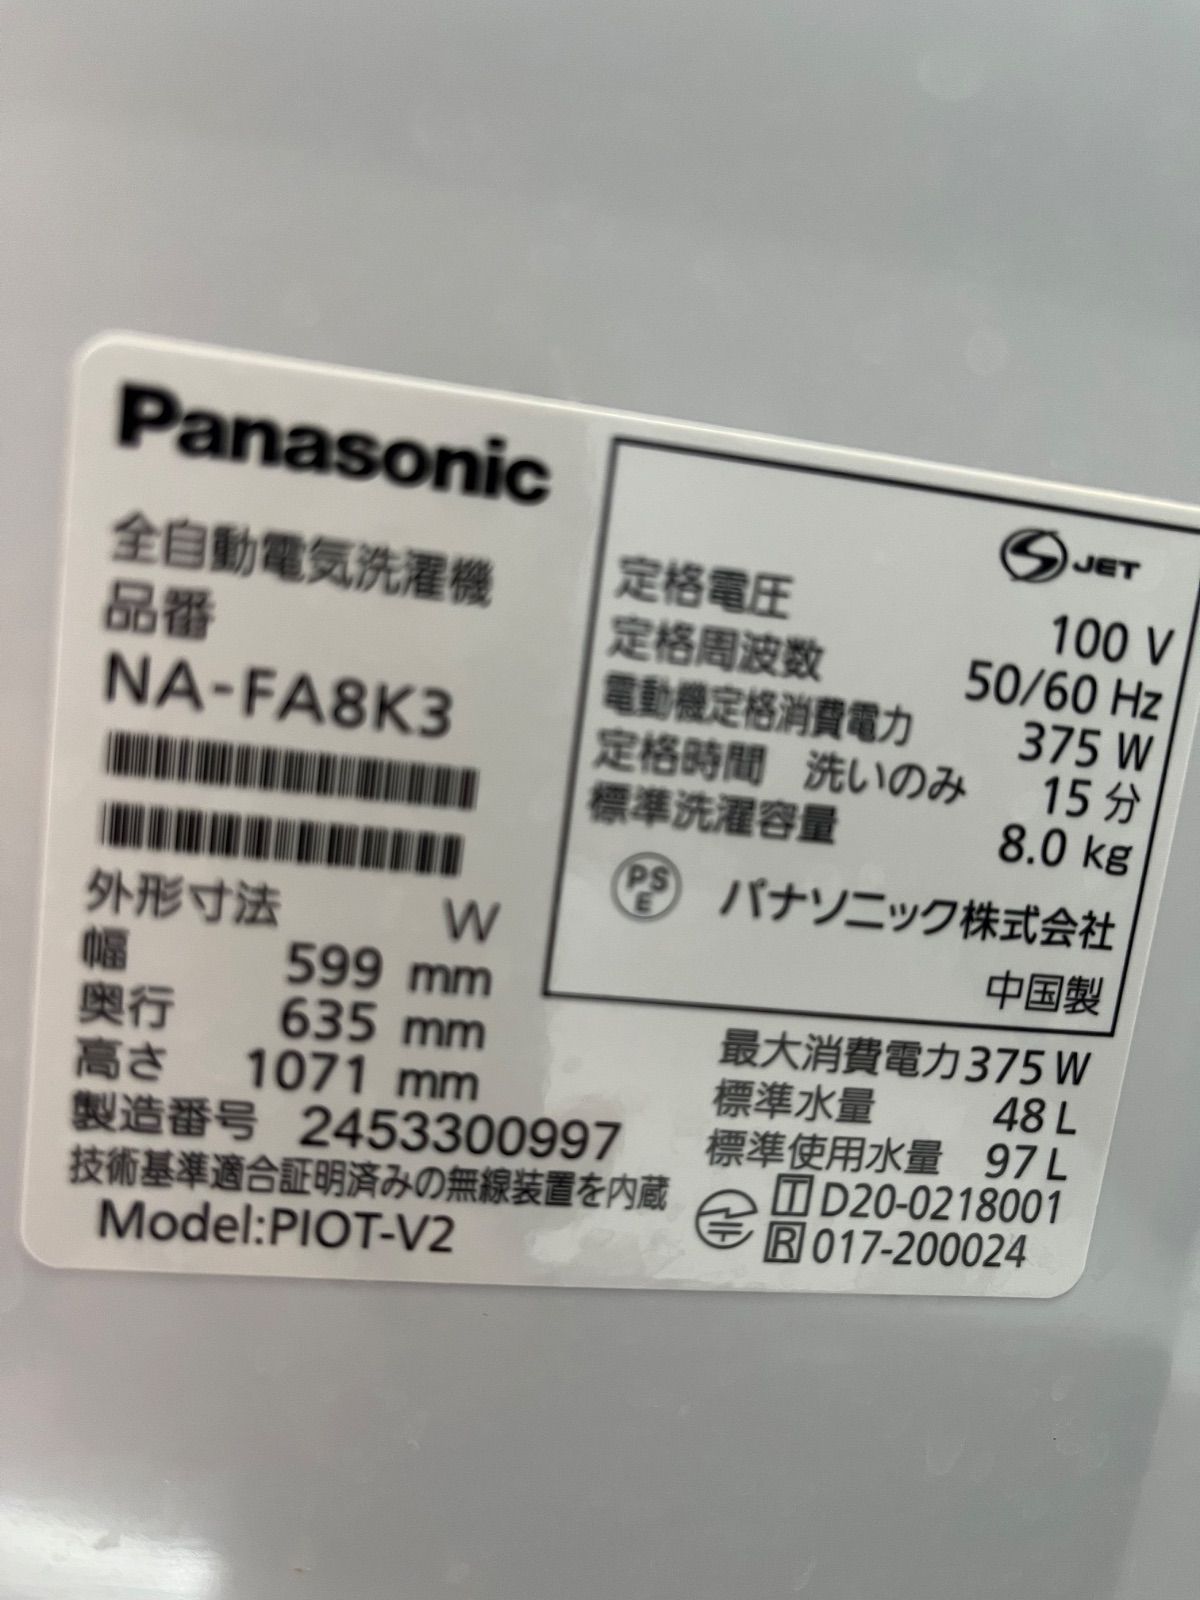 Panasonic
全自動電気洗濯機
品番
NA-FA8K3
外形寸法 W
幅 599 mm
奥行 635 mm
高さ 1071 mm
製造番号 2453300997
技術基準適合証明済みの無線装置を内蔵
Model:PIOT-V2
S JET
定格電圧 100 V
定格周波数 50/60 Hz
電動機定格消費電力 375 W
定格時間 洗いのみ 15 分
標準洗濯容量 8.0 kg
PSE パナソニック株式会社
中国製
最大消費電力 375 W
標準水量 48 L
標準使用水量 97 L
T D20-0218001
R 017-200024